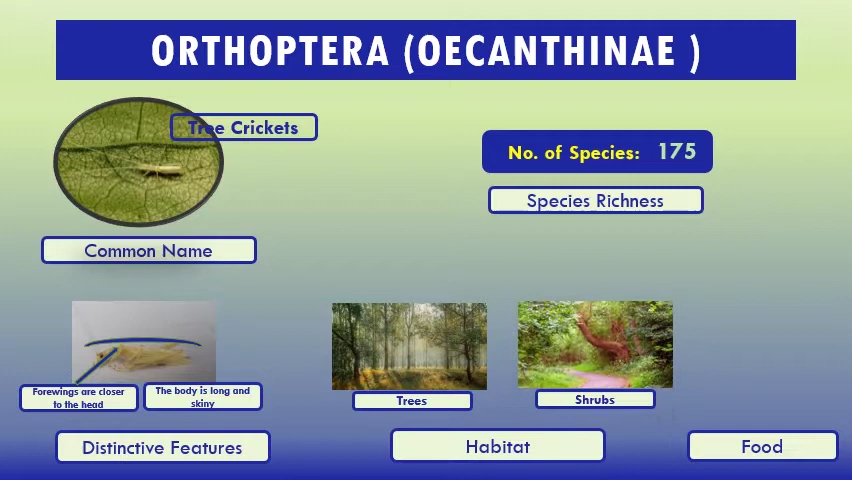 ORTHOPTERA (OECANTHINAE )
Tree Crickets
No. of Species: 175
Species Richness
Common Name
Forewings are closer
to the head
The body is long and
skiny
Trees
Shrubs
Distinctive Features
Habitat
Food